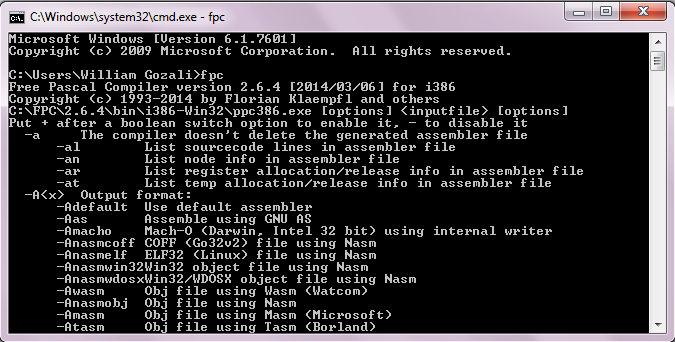 C:\Windows\system32\cmd.exe - fpc
Microsoft Windows [Version 6.1.7601]
Copyright (c) 2009 Microsoft Corporation.  All rights reserved.
C:\Users\William Gozali>fpc
Free Pascal Compiler version 2.6.4 [2014/03/06] for i386
Copyright (c) 1993-2014 by Florian Klaempfl and others
C:\FPC\2.6.4\bin\i386-Win32\ppc386.exe [options] <inputfile> [options]
Put + after a boolean switch option to enable it, - to disable it
-a     The compiler doesn't delete the generated assembler file
-al        List sourcecode lines in assembler file
-an        List node info in assembler file
-ar        List register allocation/release info in assembler file
-at        List temp allocation/release info in assembler file
-A<x>  Output format:
-Adefault  Use default assembler
-Aas       Assemble using GNU AS
-Amacho    Mach-O (Darwin, Intel 32 bit) using internal writer
-Anasmcoff COFF (Go32v2) file using Nasm
-Anasmelf  ELF32 (Linux) file using Nasm
-Anasmwin32Win32 object file using Nasm
-AnasmwdosxWin32/WDOSX object file using Nasm
-Awasm     Obj file using Wasm (Watcom)
-Anasmobj  Obj file using Nasm
-Amasm     Obj file using Masm (Microsoft)
-Atasm     Obj file using Tasm (Borland)